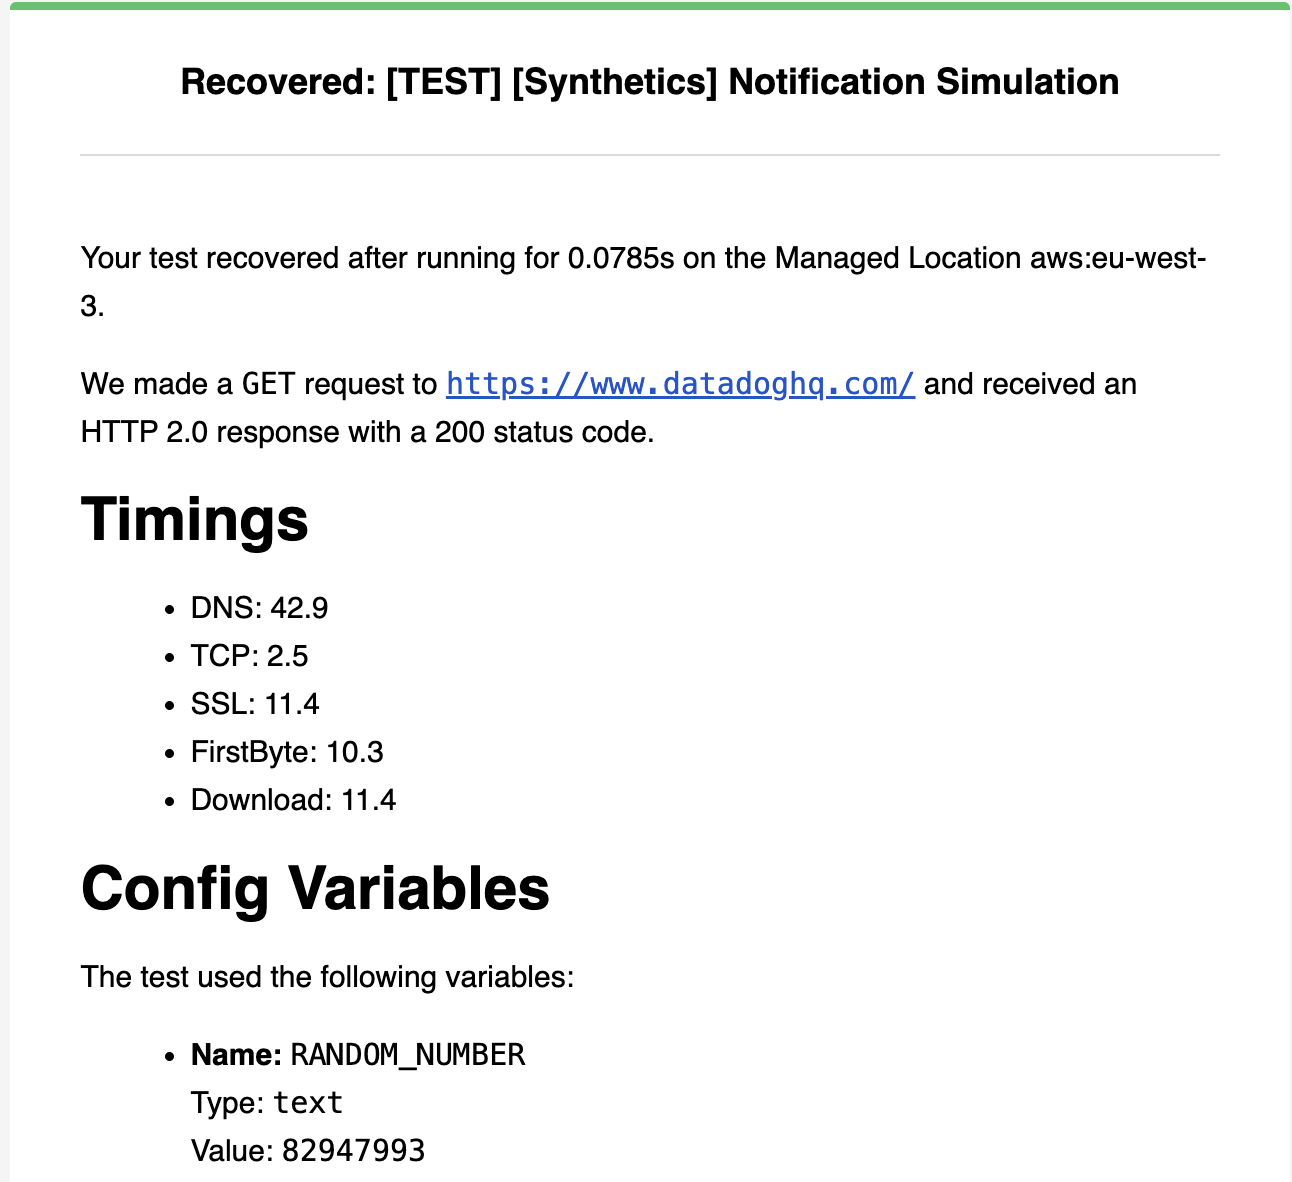 Recovered: [TEST] [Synthetics] Notification Simulation
Your test recovered after running for 0.0785s on the Managed Location aws:eu-west-
3.
We made a GET request to https://www.datadoghq.com/ and received an
HTTP 2.0 response with a 200 status code.
Timings
• DNS: 42.9
• TCP: 2.5
• SSL: 11.4
• FirstByte: 10.3
• Download: 11.4
Config Variables
The test used the following variables:
• Name: RANDOM_NUMBER
Type: text
Value: 82947993